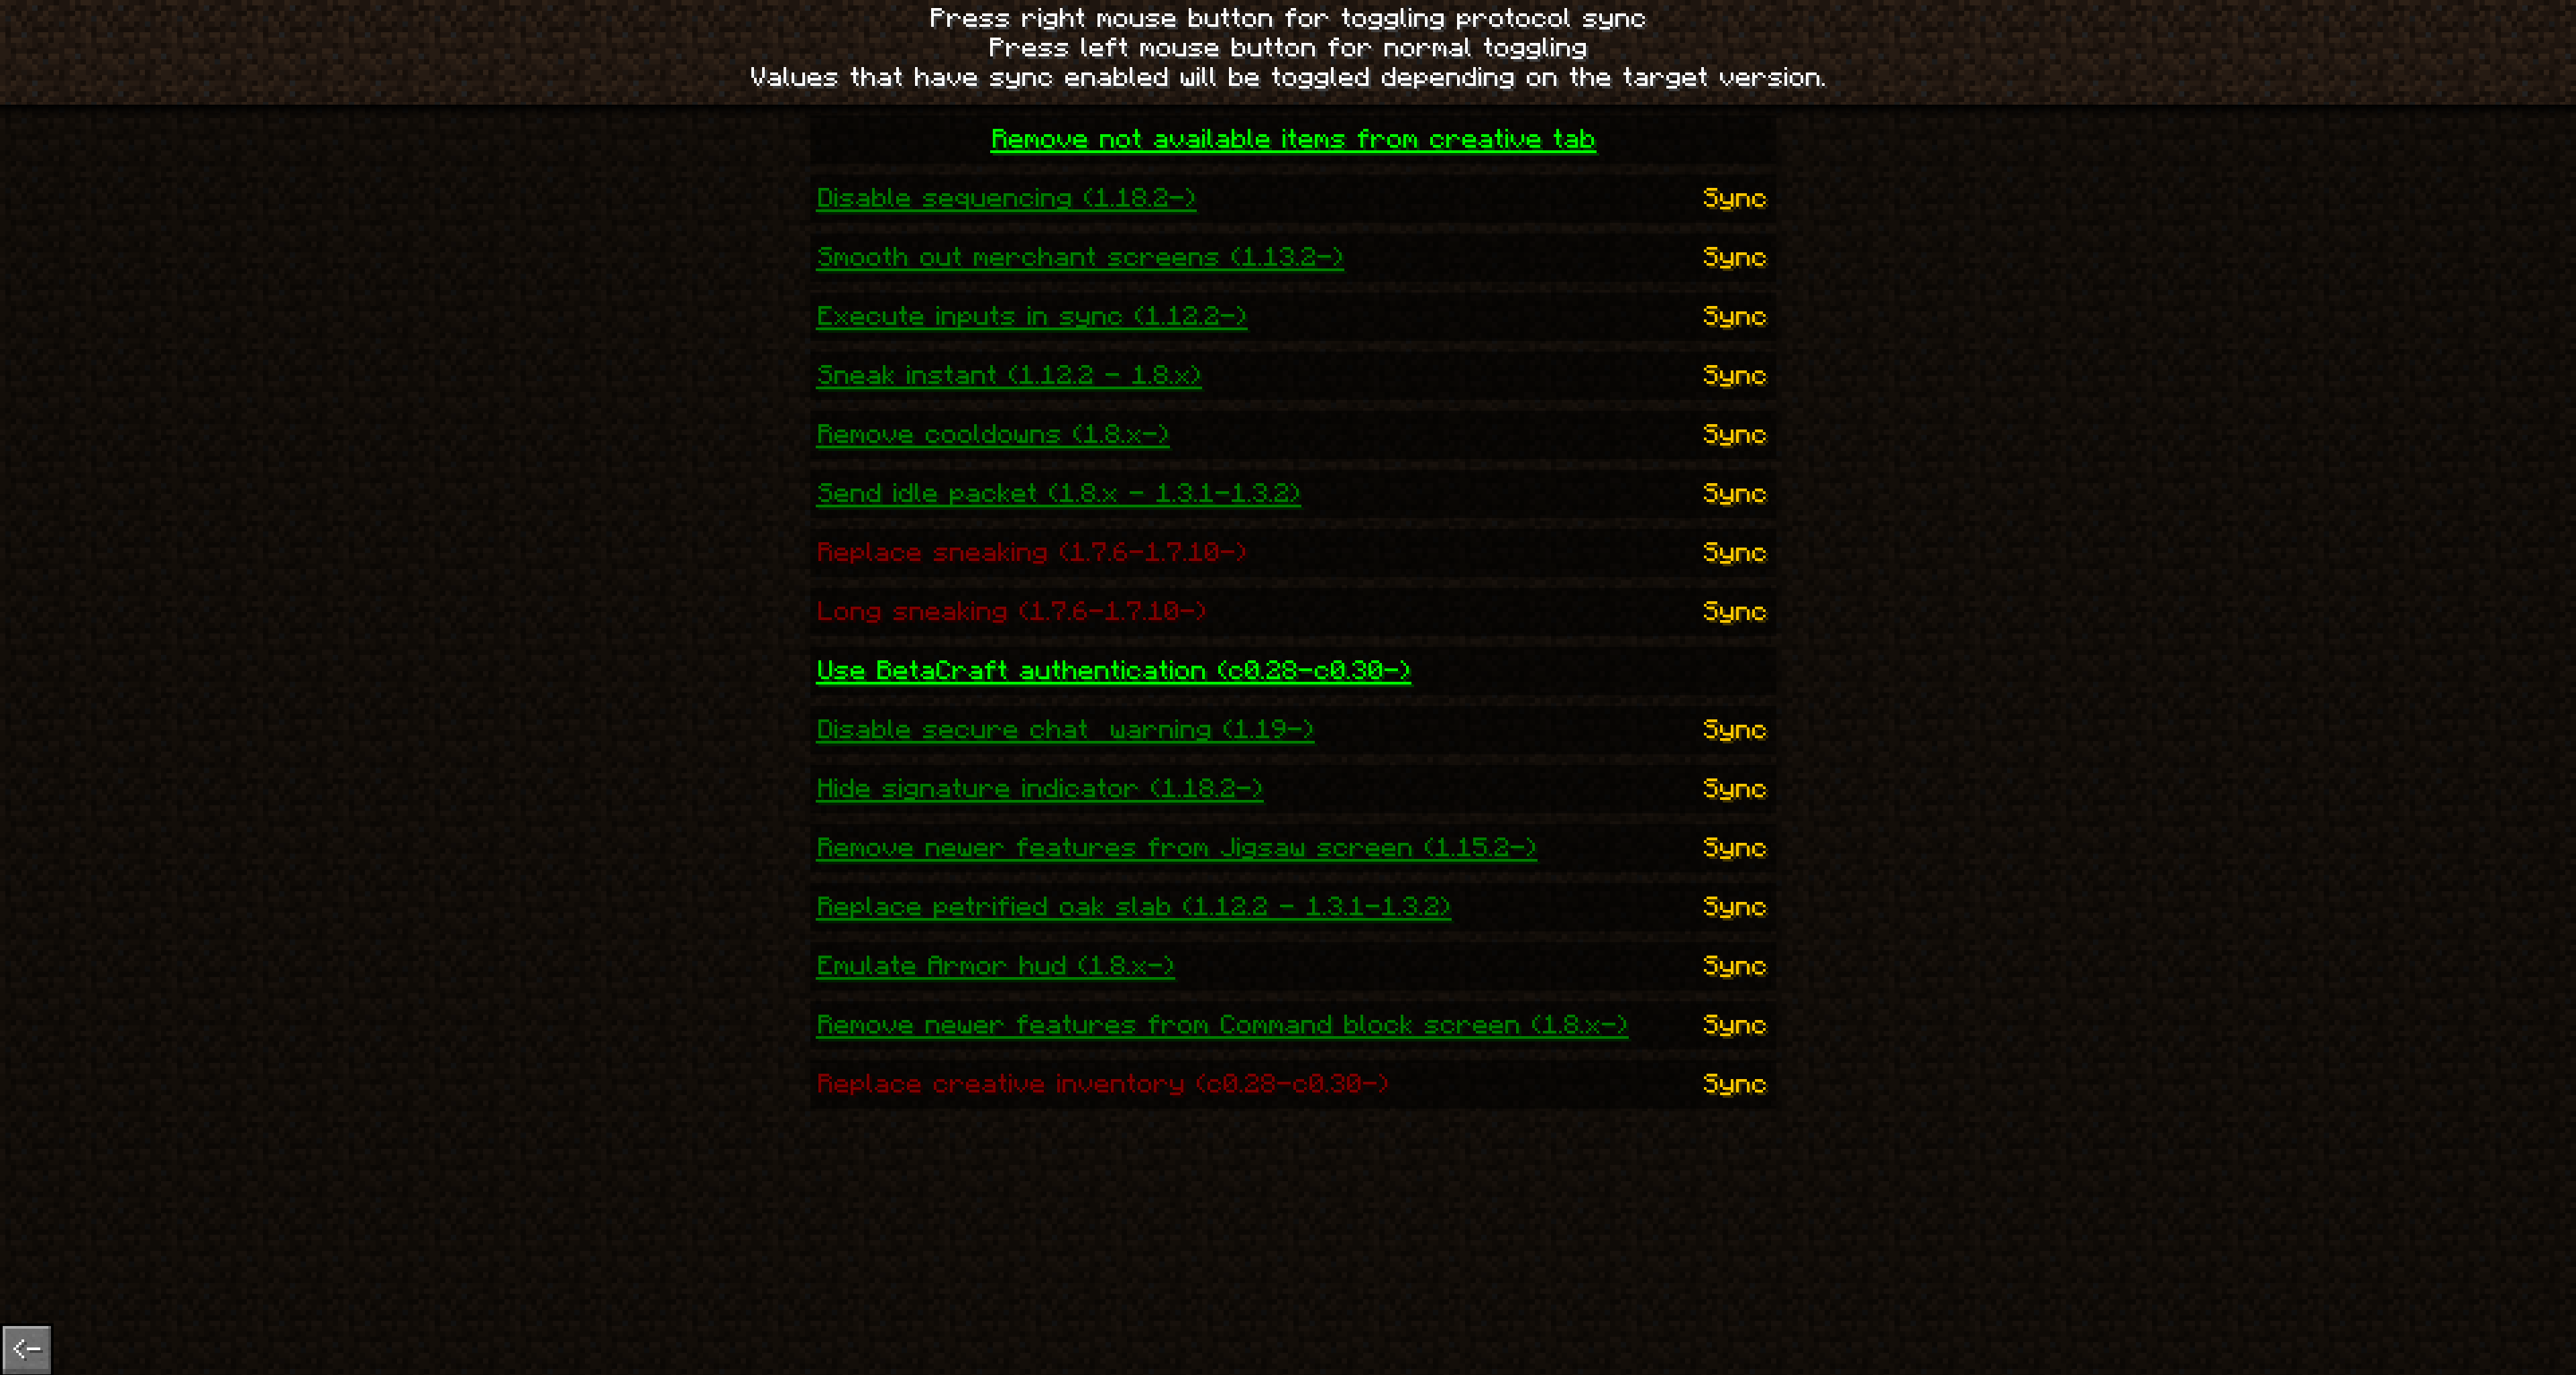 Press right mouse button for toggling protocol sync
Press left mouse button for normal toggling
Values that have sync enabled will be toggled depending on the target version.
Remove not available items from creative tab
Disable sequencing (1.18.2-) Sync
Smooth out merchant screens (1.13.2-) Sync
Execute inputs in sync (1.12.2-) Sync
Sneak instant (1.12.2 - 1.8.x) Sync
Remove cooldowns (1.8.x-) Sync
Send idle packet (1.8.x - 1.3.1-1.3.2) Sync
Replace sneaking (1.7.6-1.7.10-) Sync
Long sneaking (1.7.6-1.7.10-) Sync
Use BetaCraft authentication (c0.28-c0.30-)
Disable secure chat  warning (1.19-) Sync
Hide signature indicator (1.18.2-) Sync
Remove newer features from Jigsaw screen (1.15.2-) Sync
Replace petrified oak slab (1.12.2 - 1.3.1-1.3.2) Sync
Emulate Armor hud (1.8.x-) Sync
Remove newer features from Command block screen (1.8.x-) Sync
Replace creative inventory (c0.28-c0.30-) Sync
<-